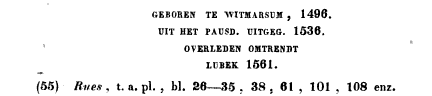 GEBOREN TE WITMARSUM, 1496.
UIT HET PAUSD. UITGEG. 1536.
OVERLEDEN OMTRENDT
LUBEK 1561.
(55) Rues, t. a. pl., bl. 26—35, 38, 61, 101, 108 enz.